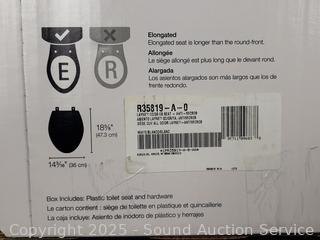 Elongated
Elongated seat is longer than the round-front.
Allongée
Le siège allongé est plus long que le devant rond.
Alargada
Los asientos alargados son más largos que los de frente redondo.
E
R
R35819-A-0
18⅝"
(47.3 cm)
14³⁄₁₆" (36 cm)
Box Includes: Plastic toilet seat and hardware
Le carton contient : siège de toilette en plastique et quincaillerie
La caja incluye: Asiento de inodoro de plástico y herrajes
Copyright 2025 - Sound Auction Service